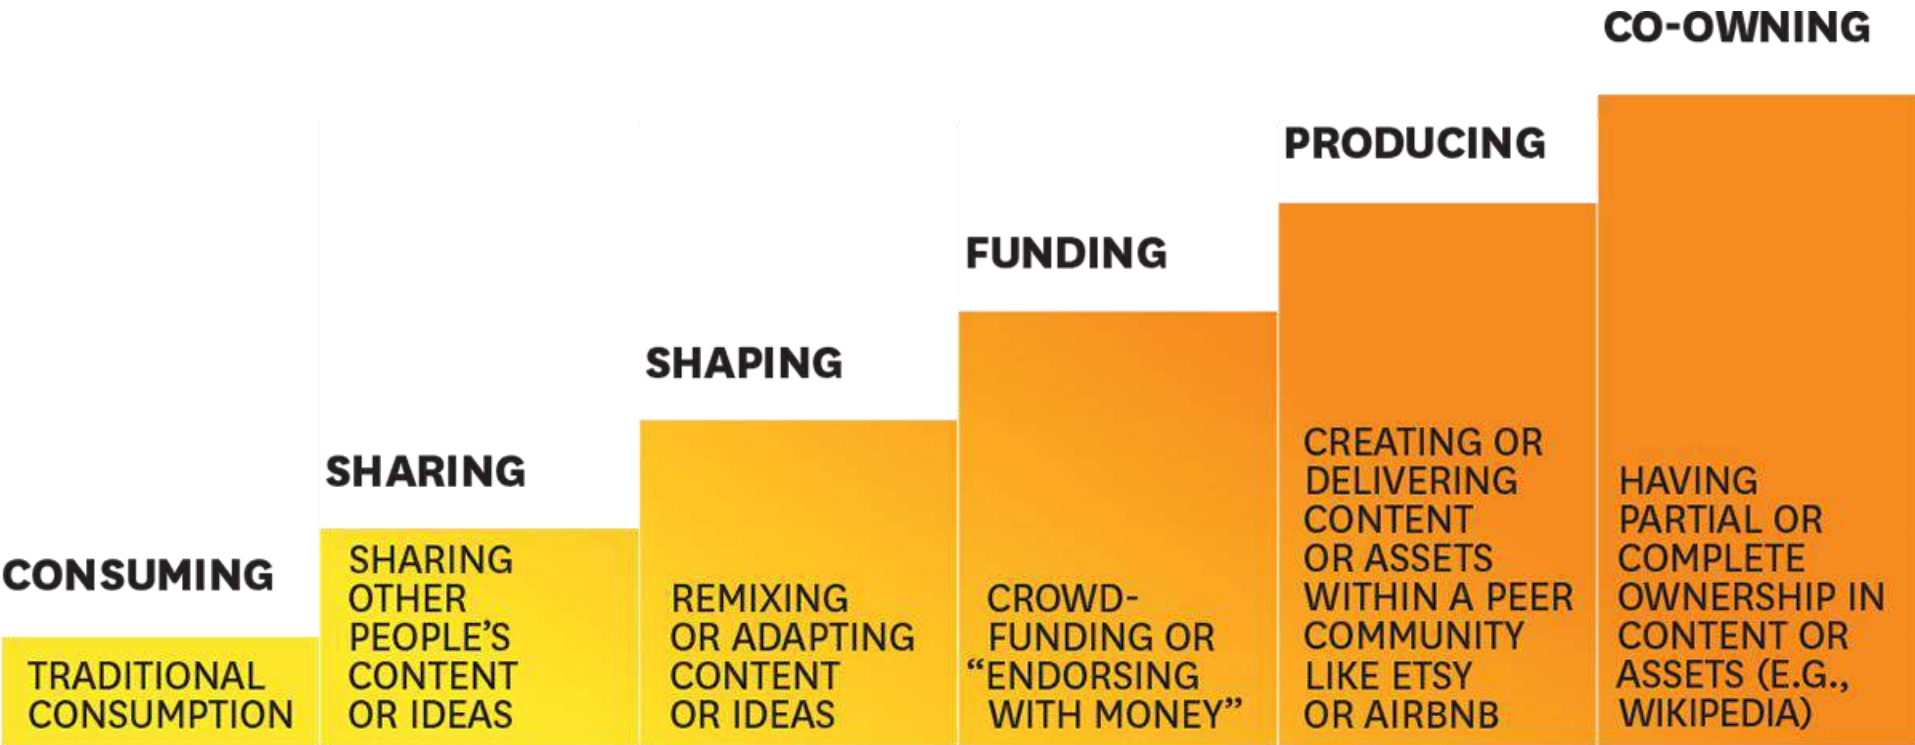 CONSUMING
TRADITIONAL
CONSUMPTION
SHARING
SHARING
OTHER
PEOPLE’S
CONTENT
OR IDEAS
SHAPING
REMIXING
OR ADAPTING
CONTENT
OR IDEAS
FUNDING
CROWD-
FUNDING OR
“ENDORSING
WITH MONEY”
PRODUCING
CREATING OR
DELIVERING
CONTENT
OR ASSETS
WITHIN A PEER
COMMUNITY
LIKE ETSY
OR AIRBNB
CO-OWNING
HAVING
PARTIAL OR
COMPLETE
OWNERSHIP IN
CONTENT OR
ASSETS (E.G.,
WIKIPEDIA)